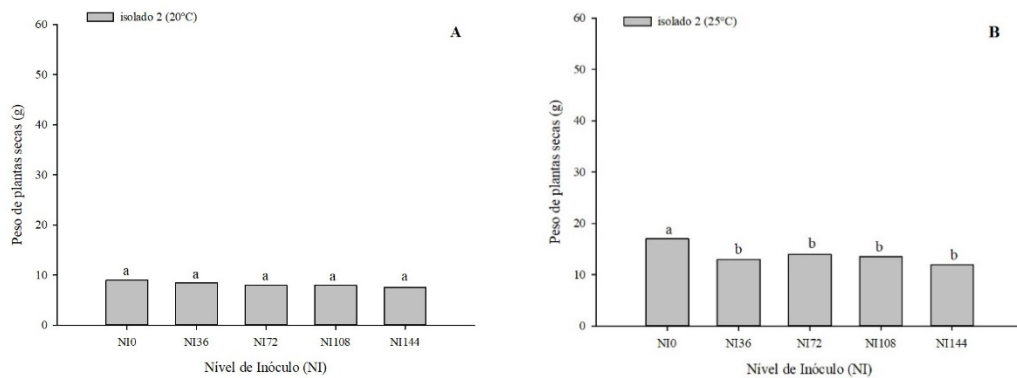 isolado 2 (20°C)
A
60
50
40
30
20
10
0
Peso de plantas secas (g)
a
a
a
a
a
NI0
NI36
NI72
NI108
NI144
Nível de Inóculo (NI)
isolado 2 (25°C)
B
60
50
40
30
20
10
0
Peso de plantas secas (g)
a
b
b
b
b
NI0
NI36
NI72
NI108
NI144
Nível de Inóculo (NI)